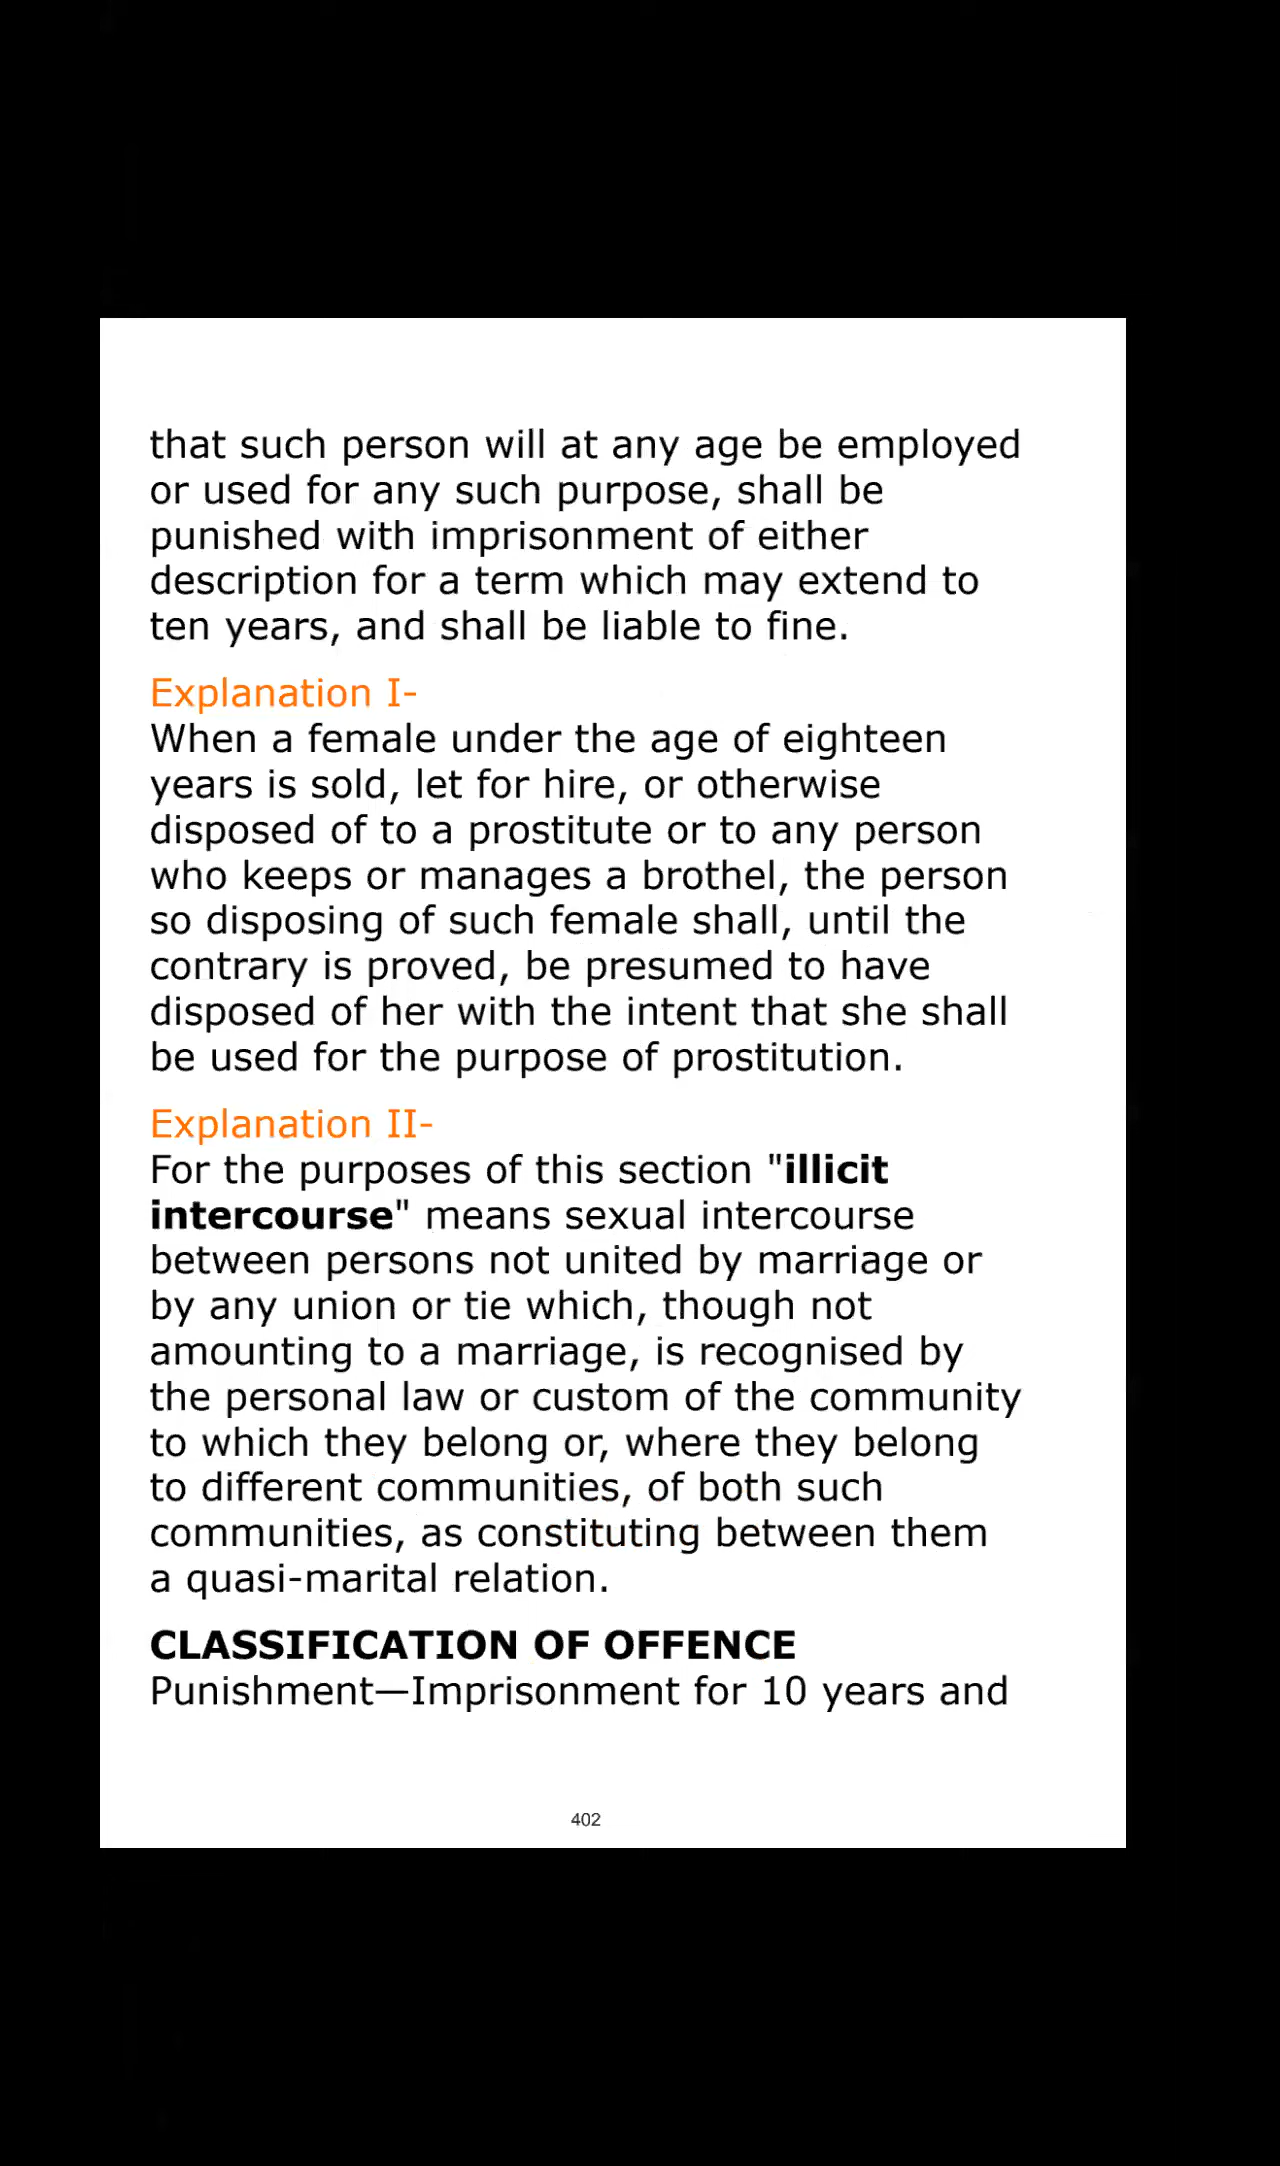 that such person will at any age be employed
or used for any such purpose, shall be
punished with imprisonment of either
description for a term which may extend to
ten years, and shall be liable to fine.
Explanation I-
When a female under the age of eighteen
years is sold, let for hire, or otherwise
disposed of to a prostitute or to any person
who keeps or manages a brothel, the person
so disposing of such female shall, until the
contrary is proved, be presumed to have
disposed of her with the intent that she shall
be used for the purpose of prostitution.
Explanation II-
For the purposes of this section "illicit
intercourse" means sexual intercourse
between persons not united by marriage or
by any union or tie which, though not
amounting to a marriage, is recognised by
the personal law or custom of the community
to which they belong or, where they belong
to different communities, of both such
communities, as constituting between them
a quasi-marital relation.
CLASSIFICATION OF OFFENCE
Punishment—Imprisonment for 10 years and
402